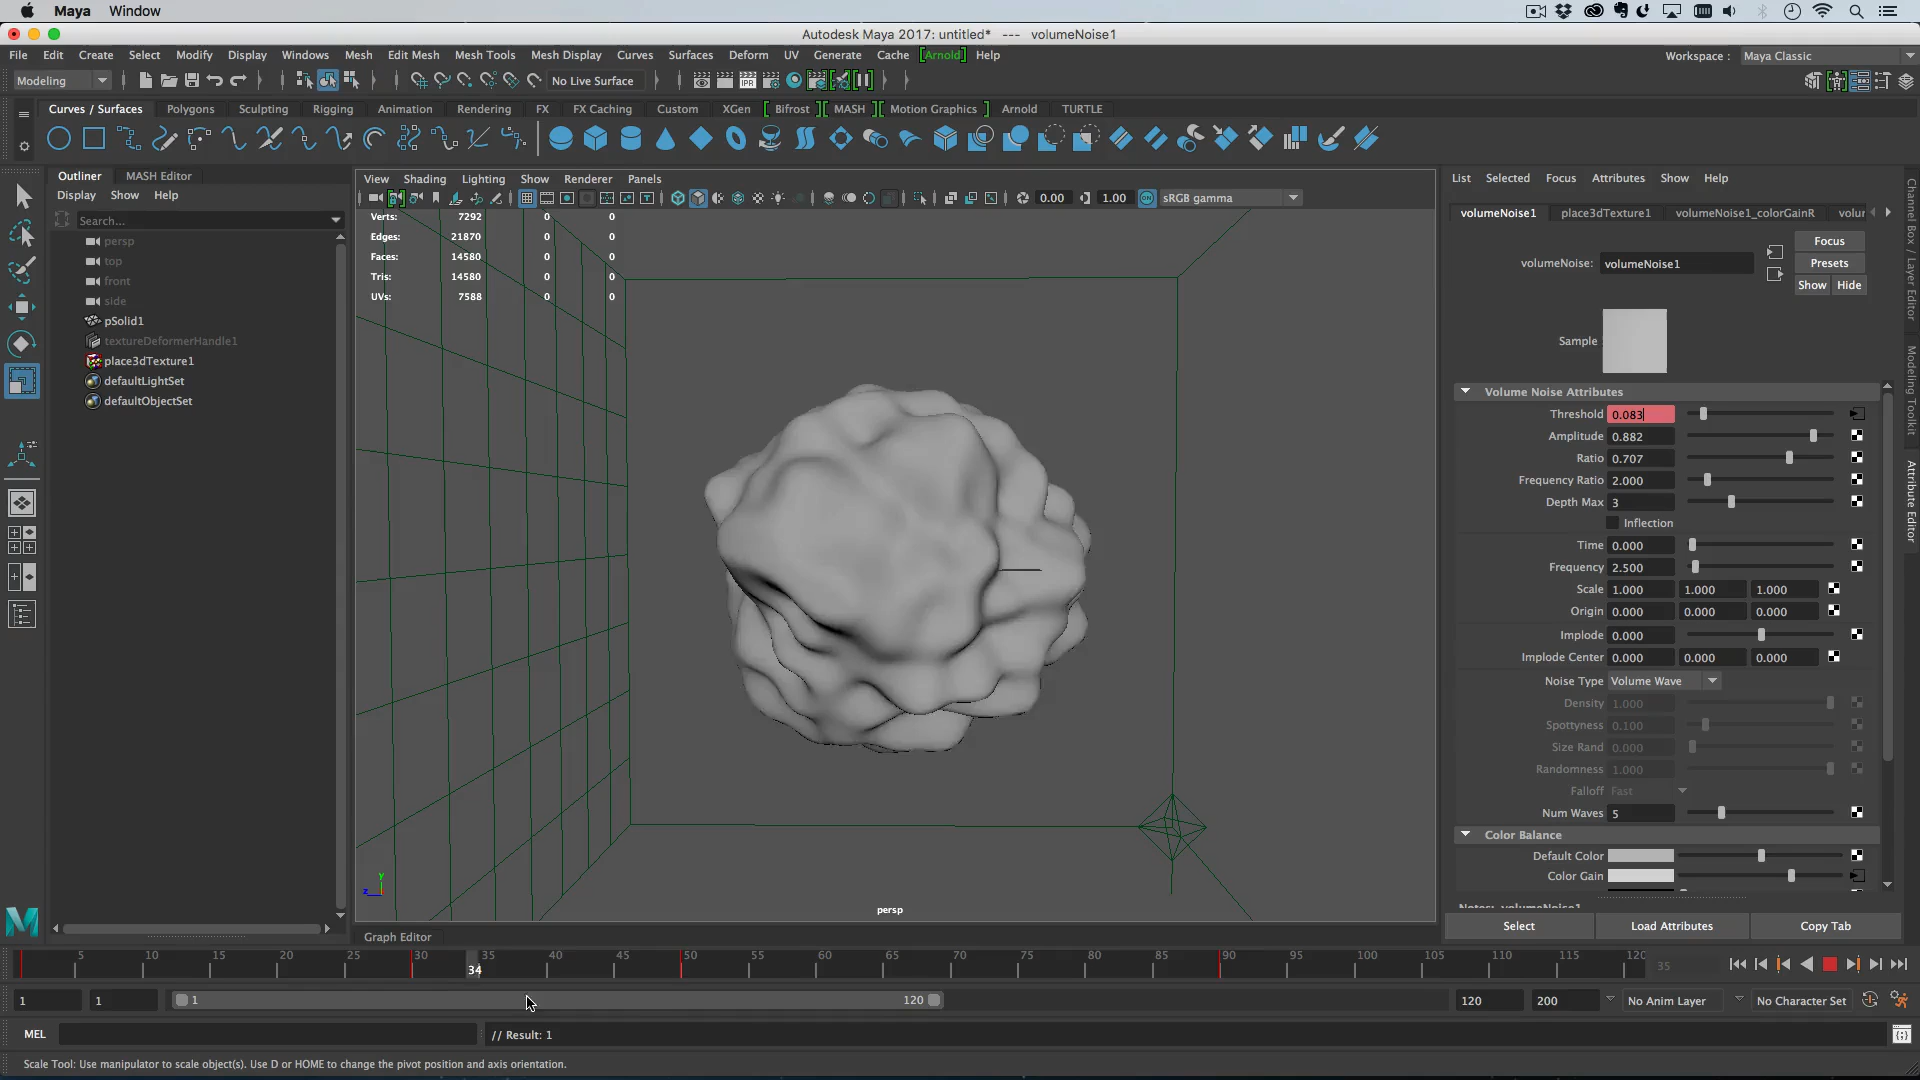 Maya Window
Autodesk Maya 2017: untitled* --- volumeNoise1
File Edit Create Select Modify Display Windows Mesh Edit Mesh Mesh Tools Mesh Display Curves Surfaces Deform UV Generate Cache [Arnold] Help
Workspace : Maya Classic
Modeling
No Live Surface
IPR
Curves / Surfaces Polygons Sculpting Rigging Animation Rendering FX FX Caching Custom XGen [ Bifrost ] [ MASH ] [ Motion Graphics ] Arnold TURTLE
Outliner MASH Editor
Display Show Help
Search...
persp
top
front
side
pSolid1
textureDeformerHandle1
place3dTexture1
defaultLightSet
defaultObjectSet
View Shading Lighting Show Renderer Panels
0.00 1.00 sRGB gamma
Verts: 7292 0 0
Edges: 21870 0 0
Faces: 14580 0 0
Tris: 14580 0 0
UVs: 7588 0 0
y
z
persp
Graph Editor
List Selected Focus Attributes Show Help
volumeNoise1 place3dTexture1 volumeNoise1_colorGainR volur
volumeNoise: volumeNoise1
Focus
Presets
Show Hide
Sample
Volume Noise Attributes
Threshold 0.083
Amplitude 0.882
Ratio 0.707
Frequency Ratio 2.000
Depth Max 3
Inflection
Time 0.000
Frequency 2.500
Scale 1.000 1.000 1.000
Origin 0.000 0.000 0.000
Implode 0.000
Implode Center 0.000 0.000 0.000
Noise Type Volume Wave
Density 1.000
Spottyness 0.100
Size Rand 0.000
Randomness 1.000
Falloff Fast
Num Waves 5
Color Balance
Default Color
Color Gain
Notes: volumeNoise1
Select Load Attributes Copy Tab
Channel Box / Layer Editor
Modeling Toolkit
Attribute Editor
5 10 15 20 25 30 35 40 45 50 55 60 65 70 75 80 85 90 95 100 105 110 115 120
34
35
1 1 1 120 120 200 No Anim Layer No Character Set
MEL // Result: 1
Scale Tool: Use manipulator to scale object(s). Use D or HOME to change the pivot position and axis orientation.